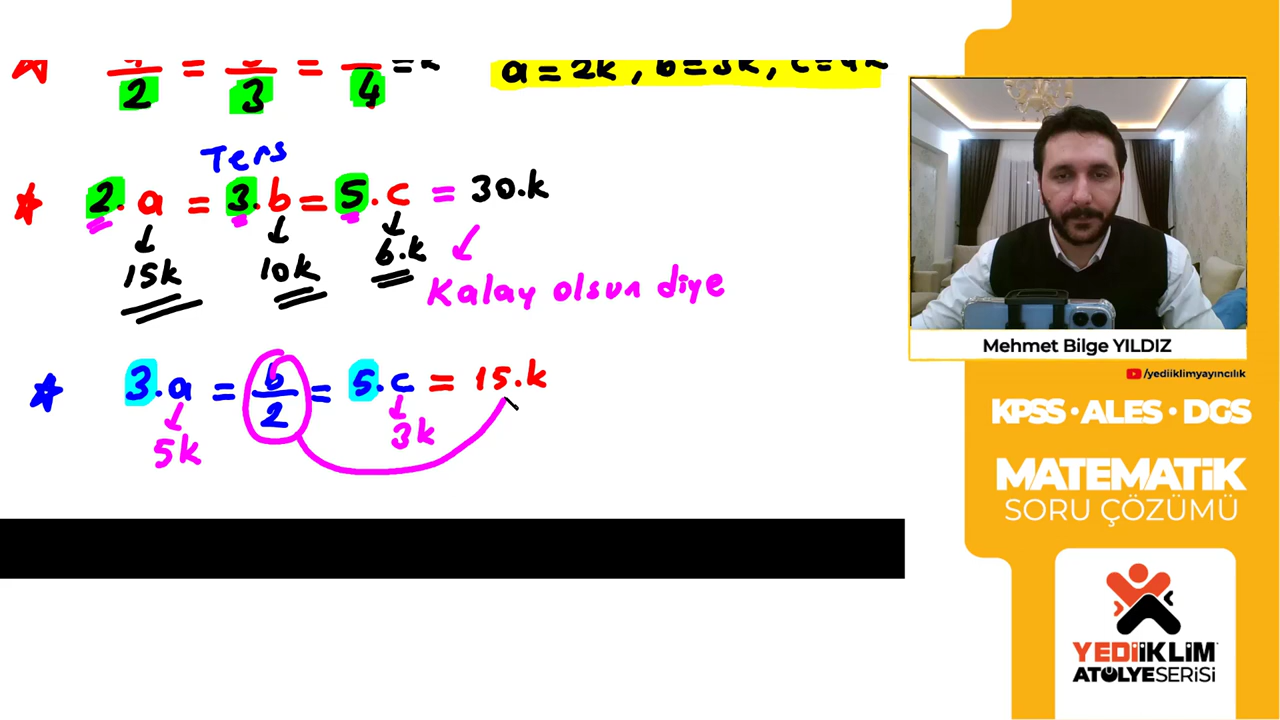 2 = 3 = 4 = k
a = 2k , b = 3k, c = 4k
Ters
2.a = 3.b = 5.c = 30.k
15k 10k 6.k
Kalay olsun diye
3.a = b/2 = 5.c = 15.k
5k 3k
Mehmet Bilge YILDIZ
/yediiklimyayıncılık
KPSS • ALES • DGS
MATEMATİK
SORU ÇÖZÜMÜ
YEDİİKLİM
ATÖLYESERİSİ